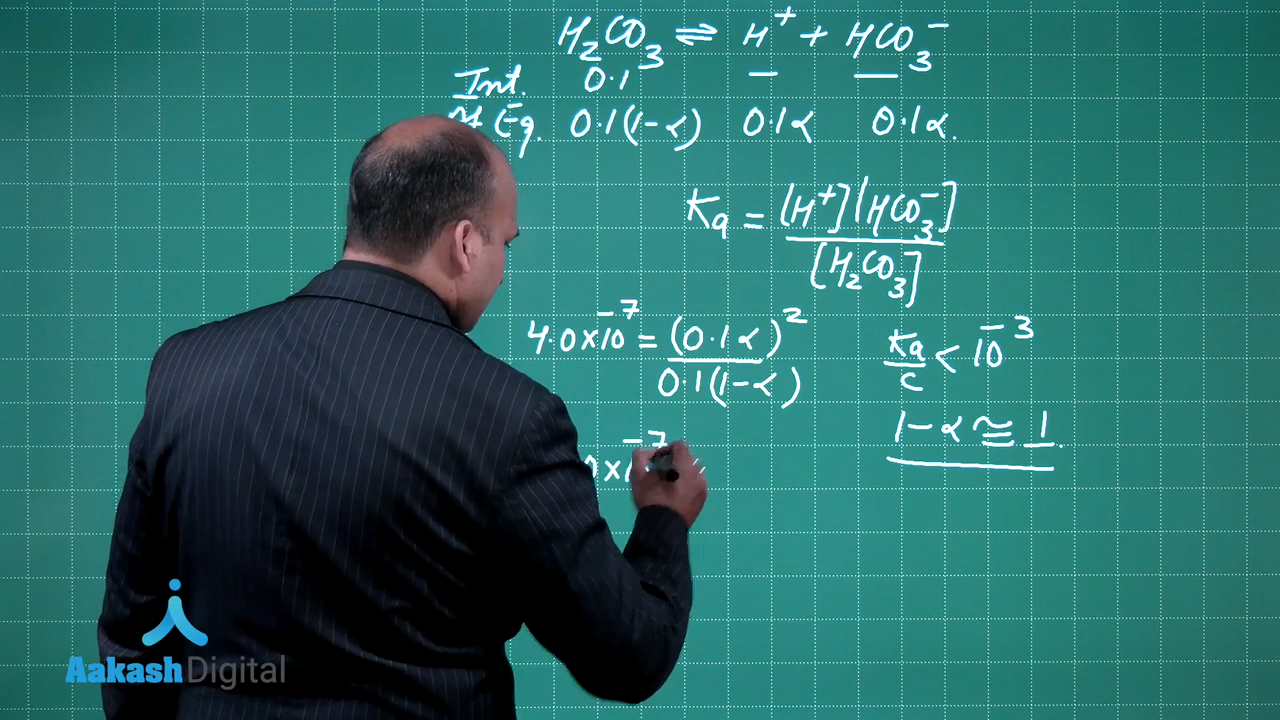 H₂CO₃ ⇌ H⁺ + HCO₃⁻
Int. 0.1 — —
At Eq. 0.1(1-α) 0.1α 0.1α.
Ka = [H⁺][HCO₃⁻] / [H₂CO₃]
4.0×10⁻⁷ = (0.1α)² / 0.1(1-α)
Ka/C < 10⁻³
1-α ≅ 1.
Aakash Digital